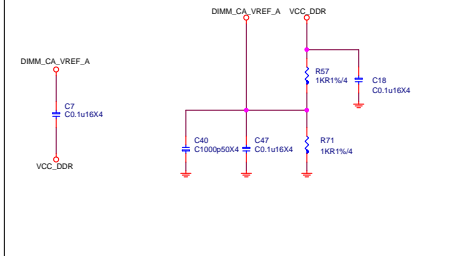 DIMM_CA_VREF_A VCC_DDR
DIMM_CA_VREF_A
R57
1KR1%/4
C18
C0.1u16X4
C7
C0.1u16X4
C40
C1000p50X4
C47
C0.1u16X4
R71
1KR1%/4
VCC_DDR